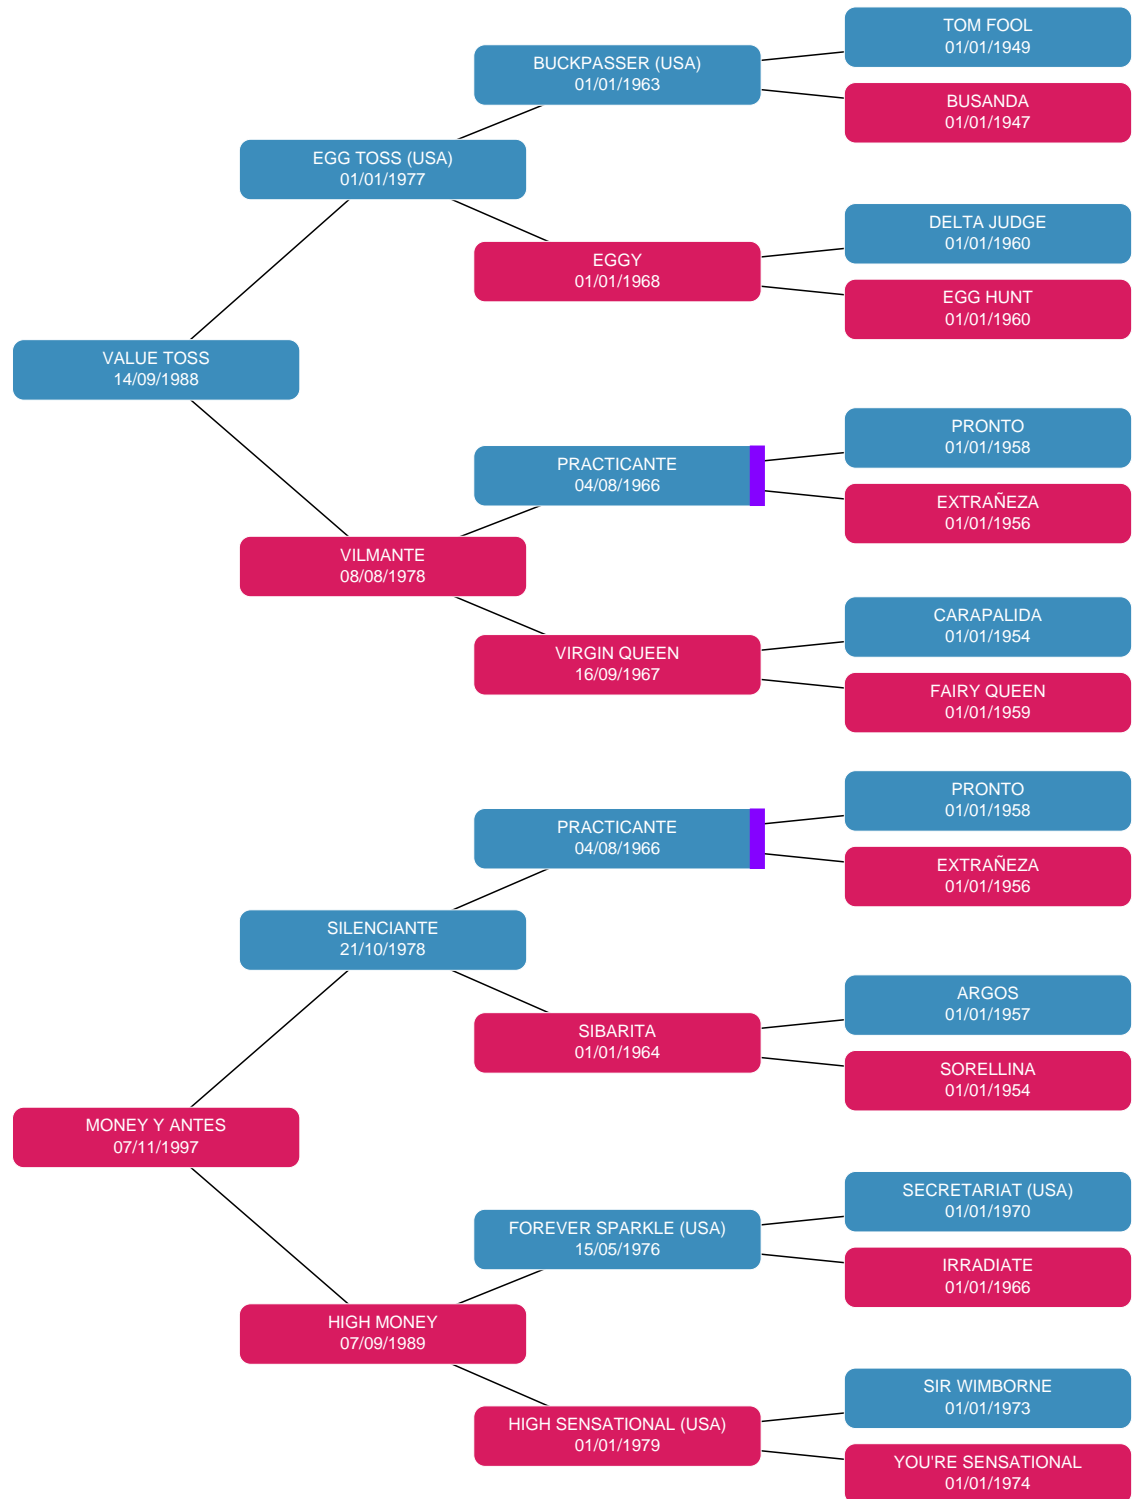 TOM FOOL
01/01/1949
BUCKPASSER (USA)
01/01/1963
BUSANDA
01/01/1947
EGG TOSS (USA)
01/01/1977
DELTA JUDGE
01/01/1960
EGGY
01/01/1968
EGG HUNT
01/01/1960
VALUE TOSS
14/09/1988
PRONTO
01/01/1958
PRACTICANTE
04/08/1966
EXTRAÑEZA
01/01/1956
VILMANTE
08/08/1978
CARAPALIDA
01/01/1954
VIRGIN QUEEN
16/09/1967
FAIRY QUEEN
01/01/1959
PRONTO
01/01/1958
PRACTICANTE
04/08/1966
EXTRAÑEZA
01/01/1956
SILENCIANTE
21/10/1978
ARGOS
01/01/1957
SIBARITA
01/01/1964
SORELLINA
01/01/1954
MONEY Y ANTES
07/11/1997
SECRETARIAT (USA)
01/01/1970
FOREVER SPARKLE (USA)
15/05/1976
IRRADIATE
01/01/1966
HIGH MONEY
07/09/1989
SIR WIMBORNE
01/01/1973
HIGH SENSATIONAL (USA)
01/01/1979
YOU'RE SENSATIONAL
01/01/1974